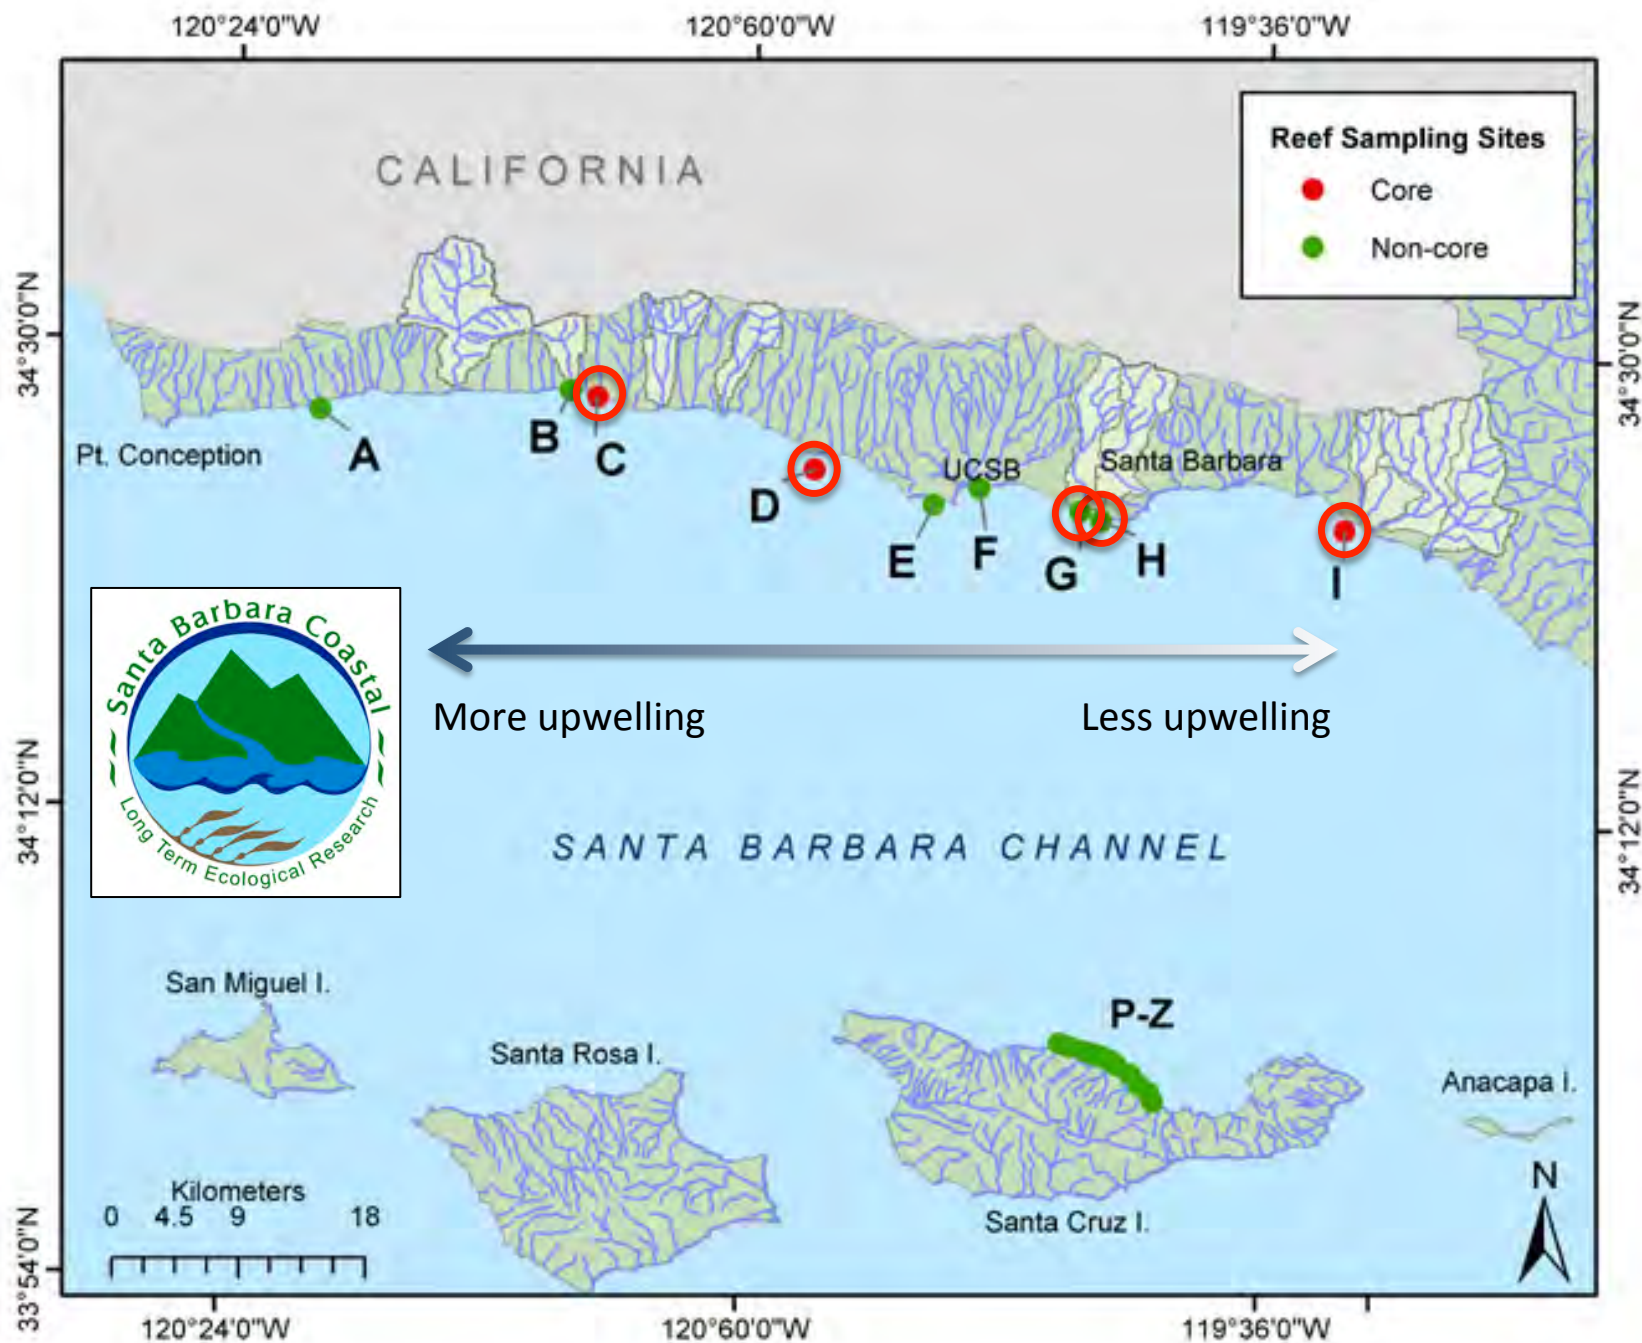 120°24'0"W
120°60'0"W
119°36'0"W
CALIFORNIA
Reef Sampling Sites
Core
Non-core
34°30'0"N
34°30'0"N
Pt. Conception
A
B
C
D
E
F
UCSB
Santa Barbara
G
H
I
Santa Barbara Coastal
Long Term Ecological Research
More upwelling
Less upwelling
34°12'0"N
34°12'0"N
SANTA BARBARA CHANNEL
San Miguel I.
Santa Rosa I.
P-Z
Anacapa I.
Santa Cruz I.
Kilometers
0 4.5 9 18
N
33°54'0"N
120°24'0"W
120°60'0"W
119°36'0"W